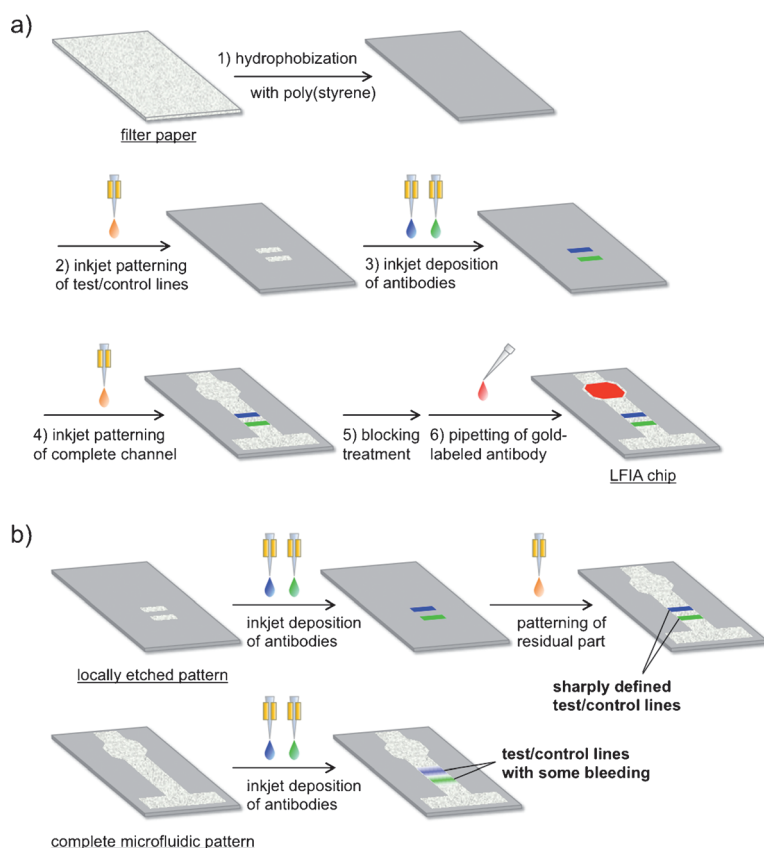 a)
1) hydrophobization
with poly(styrene)
filter paper
2) inkjet patterning
of test/control lines
3) inkjet deposition
of antibodies
4) inkjet patterning
of complete channel
5) blocking
treatment
6) pipetting of gold-
labeled antibody
LFIA chip
b)
inkjet deposition
of antibodies
patterning of
residual part
locally etched pattern
sharply defined
test/control lines
inkjet deposition
of antibodies
test/control lines
with some bleeding
complete microfluidic pattern